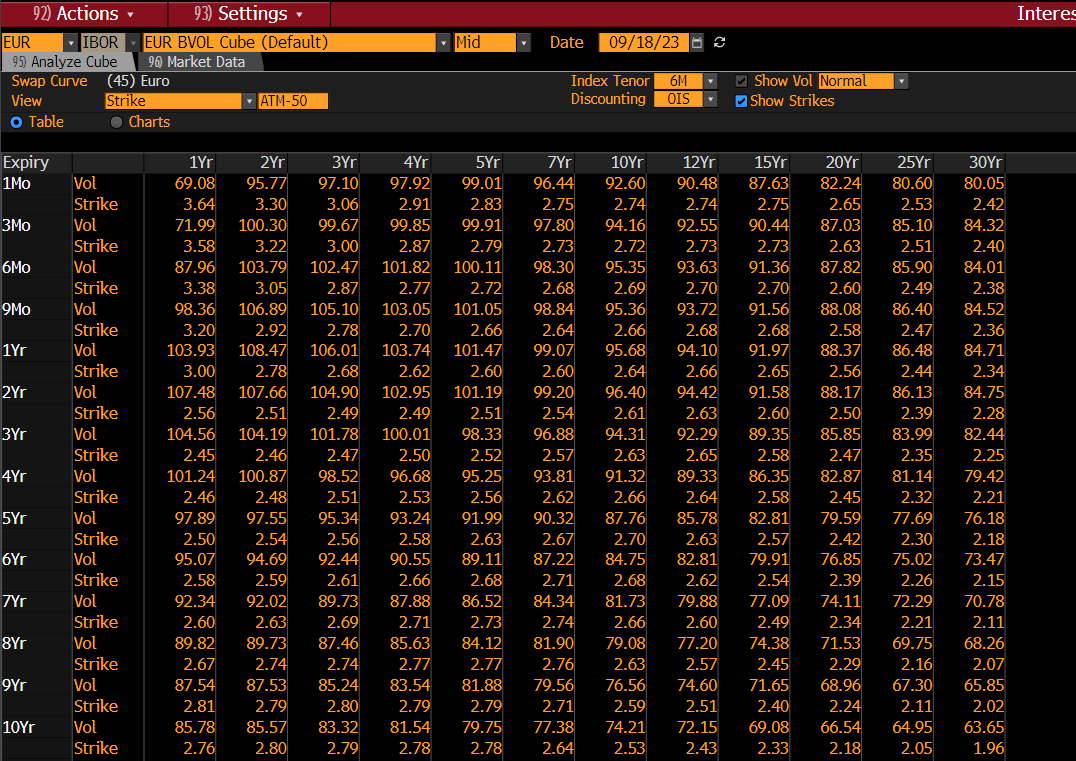 92) Actions 93) Settings Interes
EUR IBOR EUR BVOL Cube (Default) Mid Date 09/18/23
95) Analyze Cube 96) Market Data
Swap Curve (45) Euro Index Tenor 6M Show Vol Normal
View Strike ATM-50 Discounting OIS Show Strikes
Table Charts
Expiry 1Yr 2Yr 3Yr 4Yr 5Yr 7Yr 10Yr 12Yr 15Yr 20Yr 25Yr 30Yr
1Mo Vol 69.08 95.77 97.10 97.92 99.01 96.44 92.60 90.48 87.63 82.24 80.60 80.05
Strike 3.64 3.30 3.06 2.91 2.83 2.75 2.74 2.74 2.75 2.65 2.53 2.42
3Mo Vol 71.99 100.30 99.67 99.85 99.91 97.80 94.16 92.55 90.44 87.03 85.10 84.32
Strike 3.58 3.22 3.00 2.87 2.79 2.73 2.72 2.73 2.73 2.63 2.51 2.40
6Mo Vol 87.96 103.79 102.47 101.82 100.11 98.30 95.35 93.63 91.36 87.82 85.90 84.01
Strike 3.38 3.05 2.87 2.77 2.72 2.68 2.69 2.70 2.70 2.60 2.49 2.38
9Mo Vol 98.36 106.89 105.10 103.05 101.05 98.84 95.36 93.72 91.56 88.08 86.40 84.52
Strike 3.20 2.92 2.78 2.70 2.66 2.64 2.66 2.68 2.68 2.58 2.47 2.36
1Yr Vol 103.93 108.47 106.01 103.74 101.47 99.07 95.68 94.10 91.97 88.37 86.48 84.71
Strike 3.00 2.78 2.68 2.62 2.60 2.60 2.64 2.66 2.65 2.56 2.44 2.34
2Yr Vol 107.48 107.66 104.90 102.95 101.19 99.20 96.40 94.42 91.58 88.17 86.13 84.75
Strike 2.56 2.51 2.49 2.49 2.51 2.54 2.61 2.63 2.60 2.50 2.39 2.28
3Yr Vol 104.56 104.19 101.78 100.01 98.33 96.88 94.31 92.29 89.35 85.85 83.99 82.44
Strike 2.45 2.46 2.47 2.50 2.52 2.57 2.63 2.65 2.58 2.47 2.35 2.25
4Yr Vol 101.24 100.87 98.52 96.68 95.25 93.81 91.32 89.33 86.35 82.87 81.14 79.42
Strike 2.46 2.48 2.51 2.53 2.56 2.62 2.66 2.64 2.58 2.45 2.32 2.21
5Yr Vol 97.89 97.55 95.34 93.24 91.99 90.32 87.76 85.78 82.81 79.59 77.69 76.18
Strike 2.50 2.54 2.56 2.58 2.63 2.67 2.70 2.63 2.57 2.42 2.30 2.18
6Yr Vol 95.07 94.69 92.44 90.55 89.11 87.22 84.75 82.81 79.91 76.85 75.02 73.47
Strike 2.58 2.59 2.61 2.66 2.68 2.71 2.68 2.62 2.54 2.39 2.26 2.15
7Yr Vol 92.34 92.02 89.73 87.88 86.52 84.34 81.73 79.88 77.09 74.11 72.29 70.78
Strike 2.60 2.63 2.69 2.71 2.73 2.74 2.66 2.60 2.49 2.34 2.21 2.11
8Yr Vol 89.82 89.73 87.46 85.63 84.12 81.90 79.08 77.20 74.38 71.53 69.75 68.26
Strike 2.67 2.74 2.74 2.77 2.77 2.76 2.63 2.57 2.45 2.29 2.16 2.07
9Yr Vol 87.54 87.53 85.24 83.54 81.88 79.56 76.56 74.60 71.65 68.96 67.30 65.85
Strike 2.81 2.79 2.80 2.79 2.79 2.71 2.59 2.51 2.40 2.24 2.11 2.02
10Yr Vol 85.78 85.57 83.32 81.54 79.75 77.38 74.21 72.15 69.08 66.54 64.95 63.65
Strike 2.76 2.80 2.79 2.78 2.78 2.64 2.53 2.43 2.33 2.18 2.05 1.96